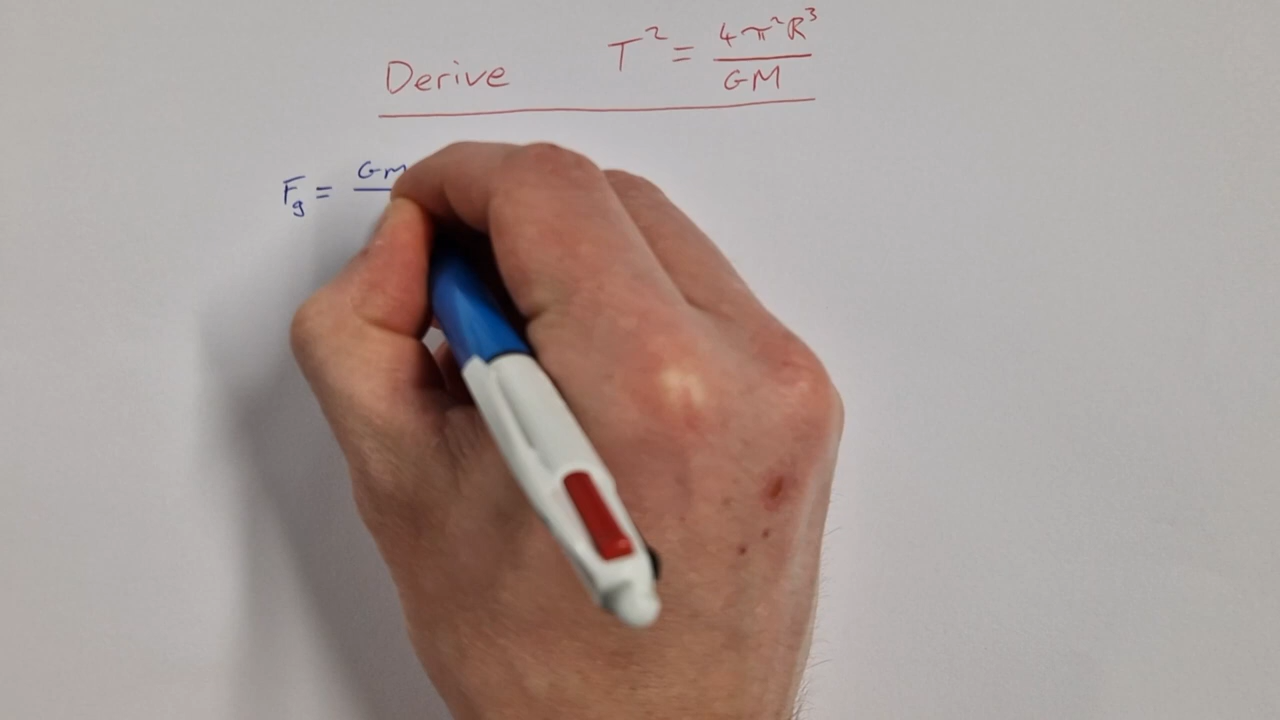 Derive T² = 4π²R³ / GM
Fg = GM